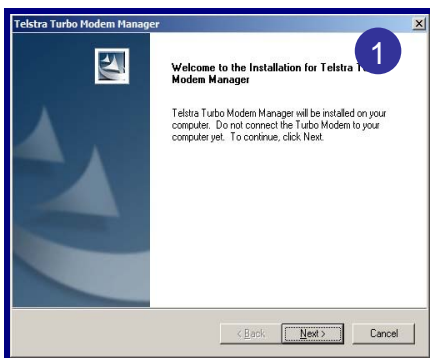 Telstra Turbo Modem Manager
1
Welcome to the Installation for Telstra
Modem Manager
Telstra Turbo Modem Manager will be installed on your
computer. Do not connect the Turbo Modem to your
computer yet. To continue, click Next.
< Back
Next >
Cancel